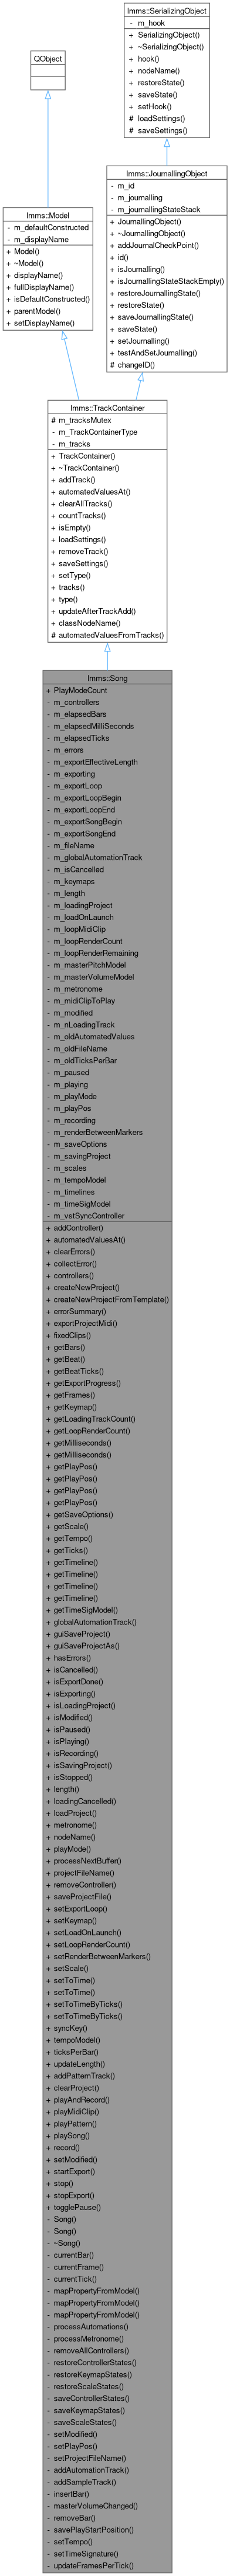 lmms::SerializingObject
- m_hook
+ SerializingObject()
+ ~SerializingObject()
+ hook()
+ nodeName()
+ restoreState()
+ saveState()
+ setHook()
# loadSettings()
# saveSettings()
QObject
lmms::JournallingObject
- m_id
- m_journalling
- m_journallingStateStack
+ JournallingObject()
+ ~JournallingObject()
+ addJournalCheckPoint()
+ id()
+ isJournalling()
+ isJournallingStateStackEmpty()
+ restoreJournallingState()
+ restoreState()
+ saveJournallingState()
+ saveState()
+ setJournalling()
+ testAndSetJournalling()
# changeID()
lmms::Model
- m_defaultConstructed
- m_displayName
+ Model()
+ ~Model()
+ displayName()
+ fullDisplayName()
+ isDefaultConstructed()
+ parentModel()
+ setDisplayName()
lmms::TrackContainer
# m_tracksMutex
- m_TrackContainerType
- m_tracks
+ TrackContainer()
+ ~TrackContainer()
+ addTrack()
+ automatedValuesAt()
+ clearAllTracks()
+ countTracks()
+ isEmpty()
+ loadSettings()
+ removeTrack()
+ saveSettings()
+ setType()
+ tracks()
+ type()
+ updateAfterTrackAdd()
+ classNodeName()
# automatedValuesFromTracks()
lmms::Song
+ PlayModeCount
- m_controllers
- m_elapsedBars
- m_elapsedMilliSeconds
- m_elapsedTicks
- m_errors
- m_exportEffectiveLength
- m_exporting
- m_exportLoop
- m_exportLoopBegin
- m_exportLoopEnd
- m_exportSongBegin
- m_exportSongEnd
- m_fileName
- m_globalAutomationTrack
- m_isCancelled
- m_keymaps
- m_length
- m_loadingProject
- m_loadOnLaunch
- m_loopMidiClip
- m_loopRenderCount
- m_loopRenderRemaining
- m_masterPitchModel
- m_masterVolumeModel
- m_metronome
- m_midiClipToPlay
- m_modified
- m_nLoadingTrack
- m_oldAutomatedValues
- m_oldFileName
- m_oldTicksPerBar
- m_paused
- m_playing
- m_playMode
- m_playPos
- m_recording
- m_renderBetweenMarkers
- m_saveOptions
- m_savingProject
- m_scales
- m_tempoModel
- m_timelines
- m_timeSigModel
- m_vstSyncController
+ addController()
+ automatedValuesAt()
+ clearErrors()
+ collectError()
+ controllers()
+ createNewProject()
+ createNewProjectFromTemplate()
+ errorSummary()
+ exportProjectMidi()
+ fixedClips()
+ getBars()
+ getBeat()
+ getBeatTicks()
+ getExportProgress()
+ getFrames()
+ getKeymap()
+ getLoadingTrackCount()
+ getLoopRenderCount()
+ getMilliseconds()
+ getMilliseconds()
+ getPlayPos()
+ getPlayPos()
+ getPlayPos()
+ getPlayPos()
+ getSaveOptions()
+ getScale()
+ getTempo()
+ getTicks()
+ getTimeline()
+ getTimeline()
+ getTimeline()
+ getTimeline()
+ getTimeSigModel()
+ globalAutomationTrack()
+ guiSaveProject()
+ guiSaveProjectAs()
+ hasErrors()
+ isCancelled()
+ isExportDone()
+ isExporting()
+ isLoadingProject()
+ isModified()
+ isPaused()
+ isPlaying()
+ isRecording()
+ isSavingProject()
+ isStopped()
+ length()
+ loadingCancelled()
+ loadProject()
+ metronome()
+ nodeName()
+ playMode()
+ processNextBuffer()
+ projectFileName()
+ removeController()
+ saveProjectFile()
+ setExportLoop()
+ setKeymap()
+ setLoadOnLaunch()
+ setLoopRenderCount()
+ setRenderBetweenMarkers()
+ setScale()
+ setToTime()
+ setToTime()
+ setToTimeByTicks()
+ setToTimeByTicks()
+ syncKey()
+ tempoModel()
+ ticksPerBar()
+ updateLength()
+ addPatternTrack()
+ clearProject()
+ playAndRecord()
+ playMidiClip()
+ playPattern()
+ playSong()
+ record()
+ setModified()
+ startExport()
+ stop()
+ stopExport()
+ togglePause()
- Song()
- Song()
- ~Song()
- currentBar()
- currentFrame()
- currentTick()
- mapPropertyFromModel()
- mapPropertyFromModel()
- mapPropertyFromModel()
- processAutomations()
- processMetronome()
- removeAllControllers()
- restoreControllerStates()
- restoreKeymapStates()
- restoreScaleStates()
- saveControllerStates()
- saveKeymapStates()
- saveScaleStates()
- setModified()
- setPlayPos()
- setProjectFileName()
- addAutomationTrack()
- addSampleTrack()
- insertBar()
- masterVolumeChanged()
- removeBar()
- savePlayStartPosition()
- setTempo()
- setTimeSignature()
- updateFramesPerTick()